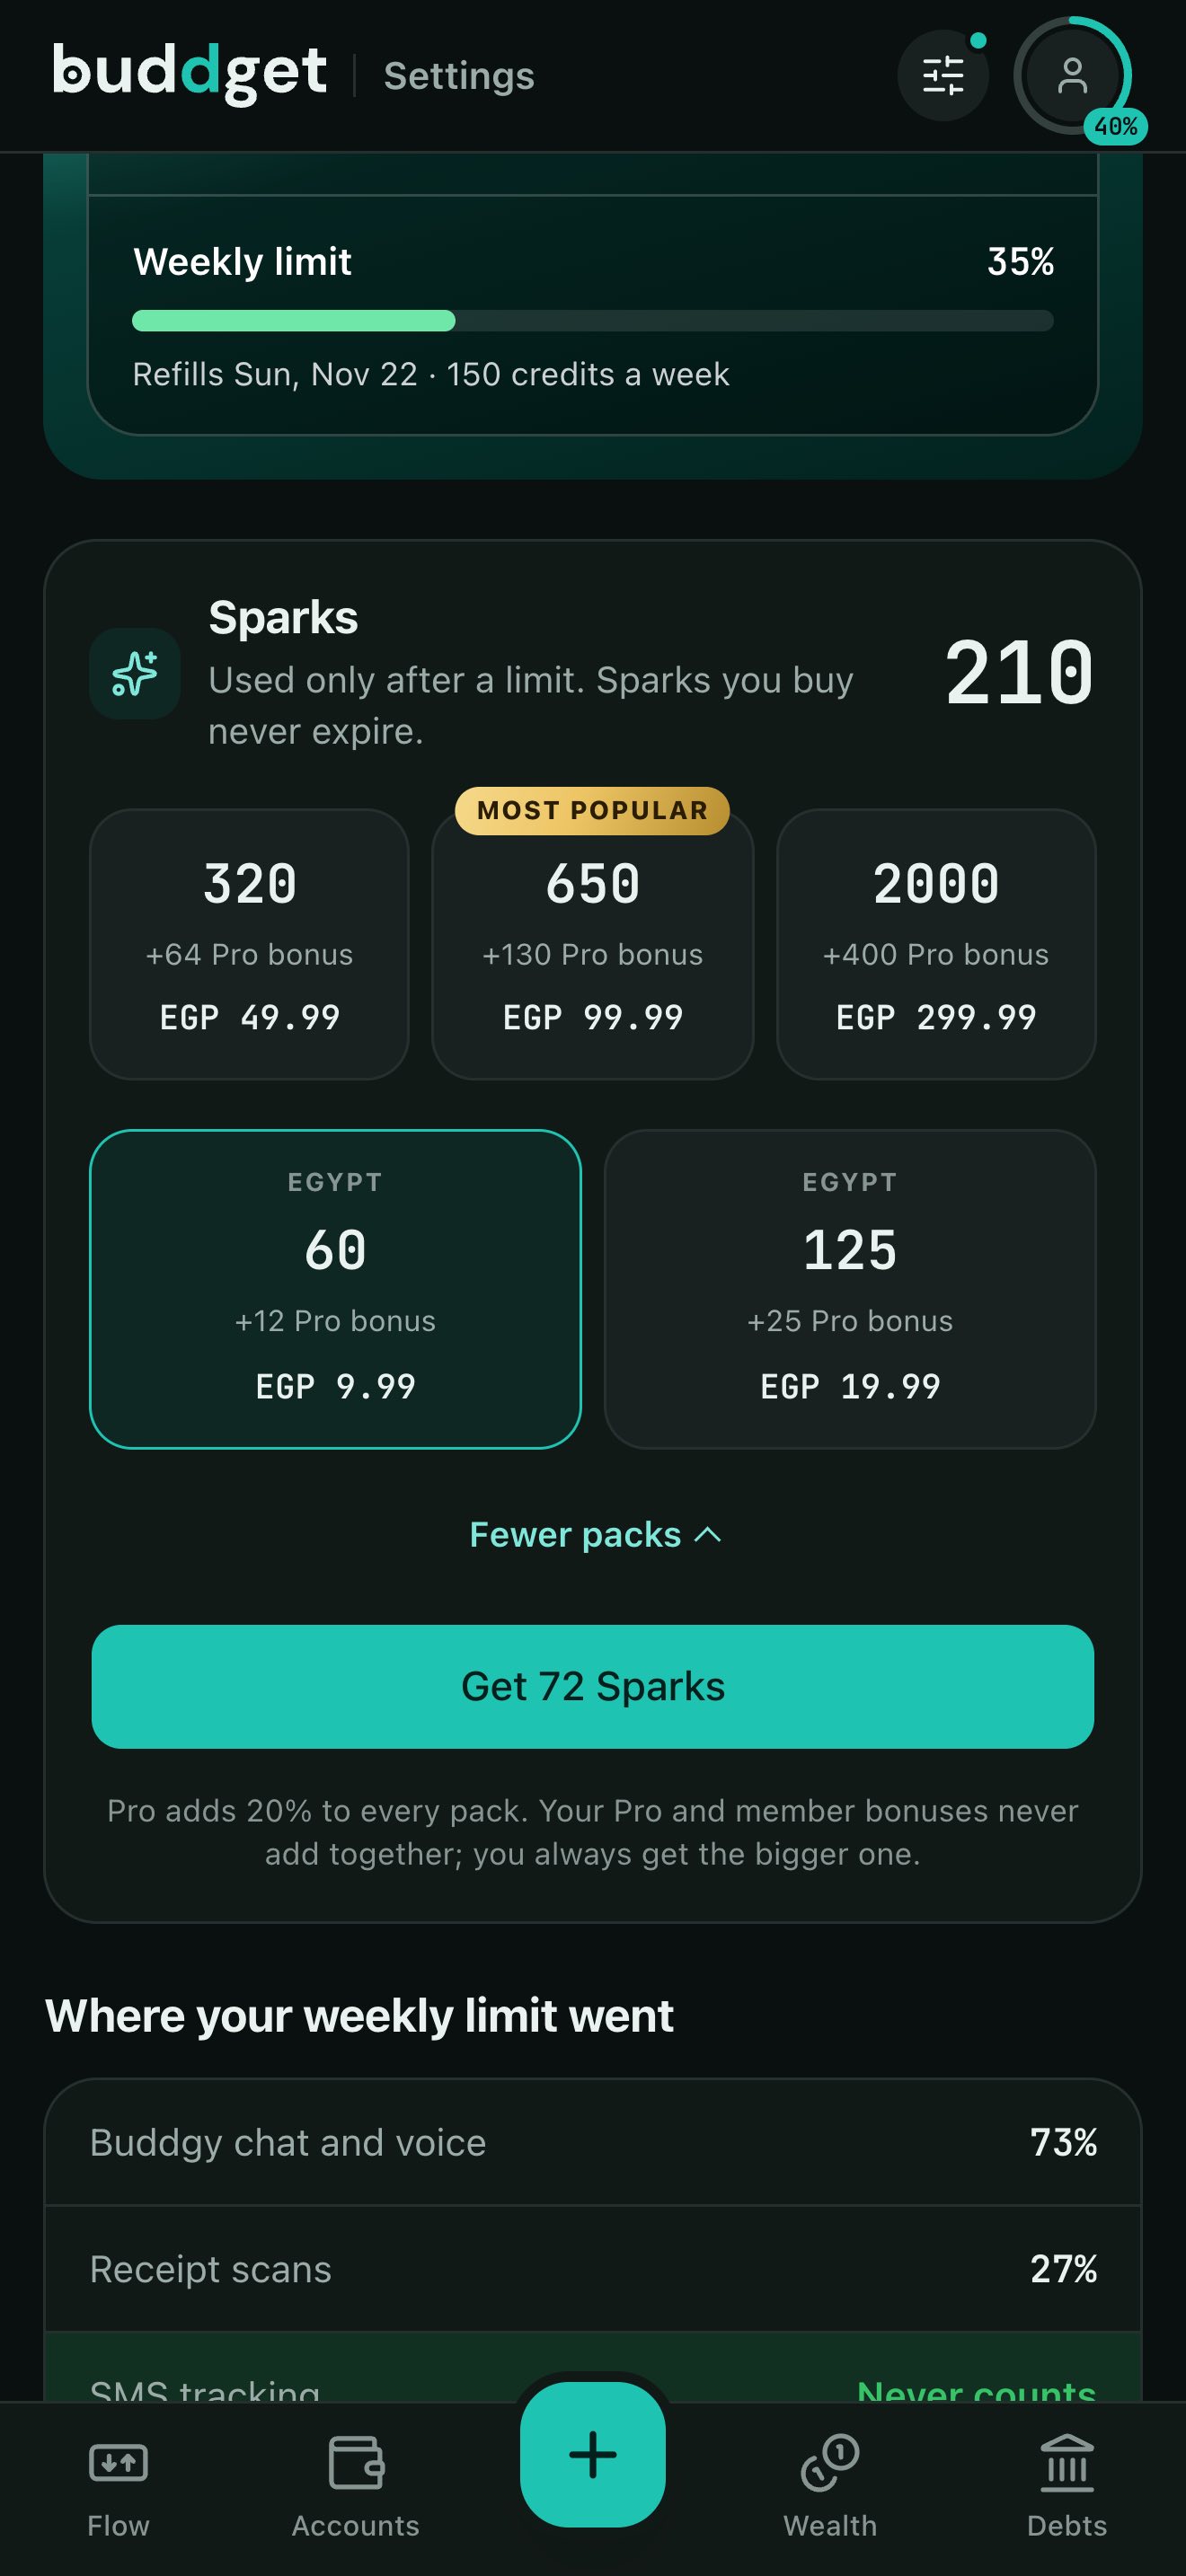 buddget
Settings
40%
Weekly limit 35%
Refills Sun, Nov 22 · 150 credits a week
Sparks
Used only after a limit. Sparks you buy
never expire.
210
MOST POPULAR
320 650 2000
+64 Pro bonus +130 Pro bonus +400 Pro bonus
EGP 49.99 EGP 99.99 EGP 299.99
EGYPT EGYPT
60 125
+12 Pro bonus +25 Pro bonus
EGP 9.99 EGP 19.99
Fewer packs
Get 72 Sparks
Pro adds 20% to every pack. Your Pro and member bonuses never
add together; you always get the bigger one.
Where your weekly limit went
Buddgy chat and voice 73%
Receipt scans 27%
SMS tracking Never counts
Flow Accounts Wealth Debts